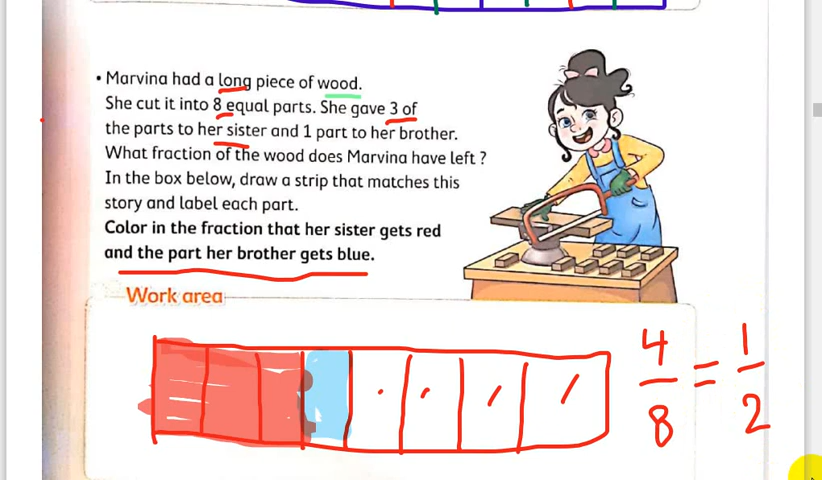 • Marvina had a long piece of wood.
She cut it into 8 equal parts. She gave 3 of
the parts to her sister and 1 part to her brother.
What fraction of the wood does Marvina have left ?
In the box below, draw a strip that matches this
story and label each part.
Color in the fraction that her sister gets red
and the part her brother gets blue.
Work area
4/8 = 1/2